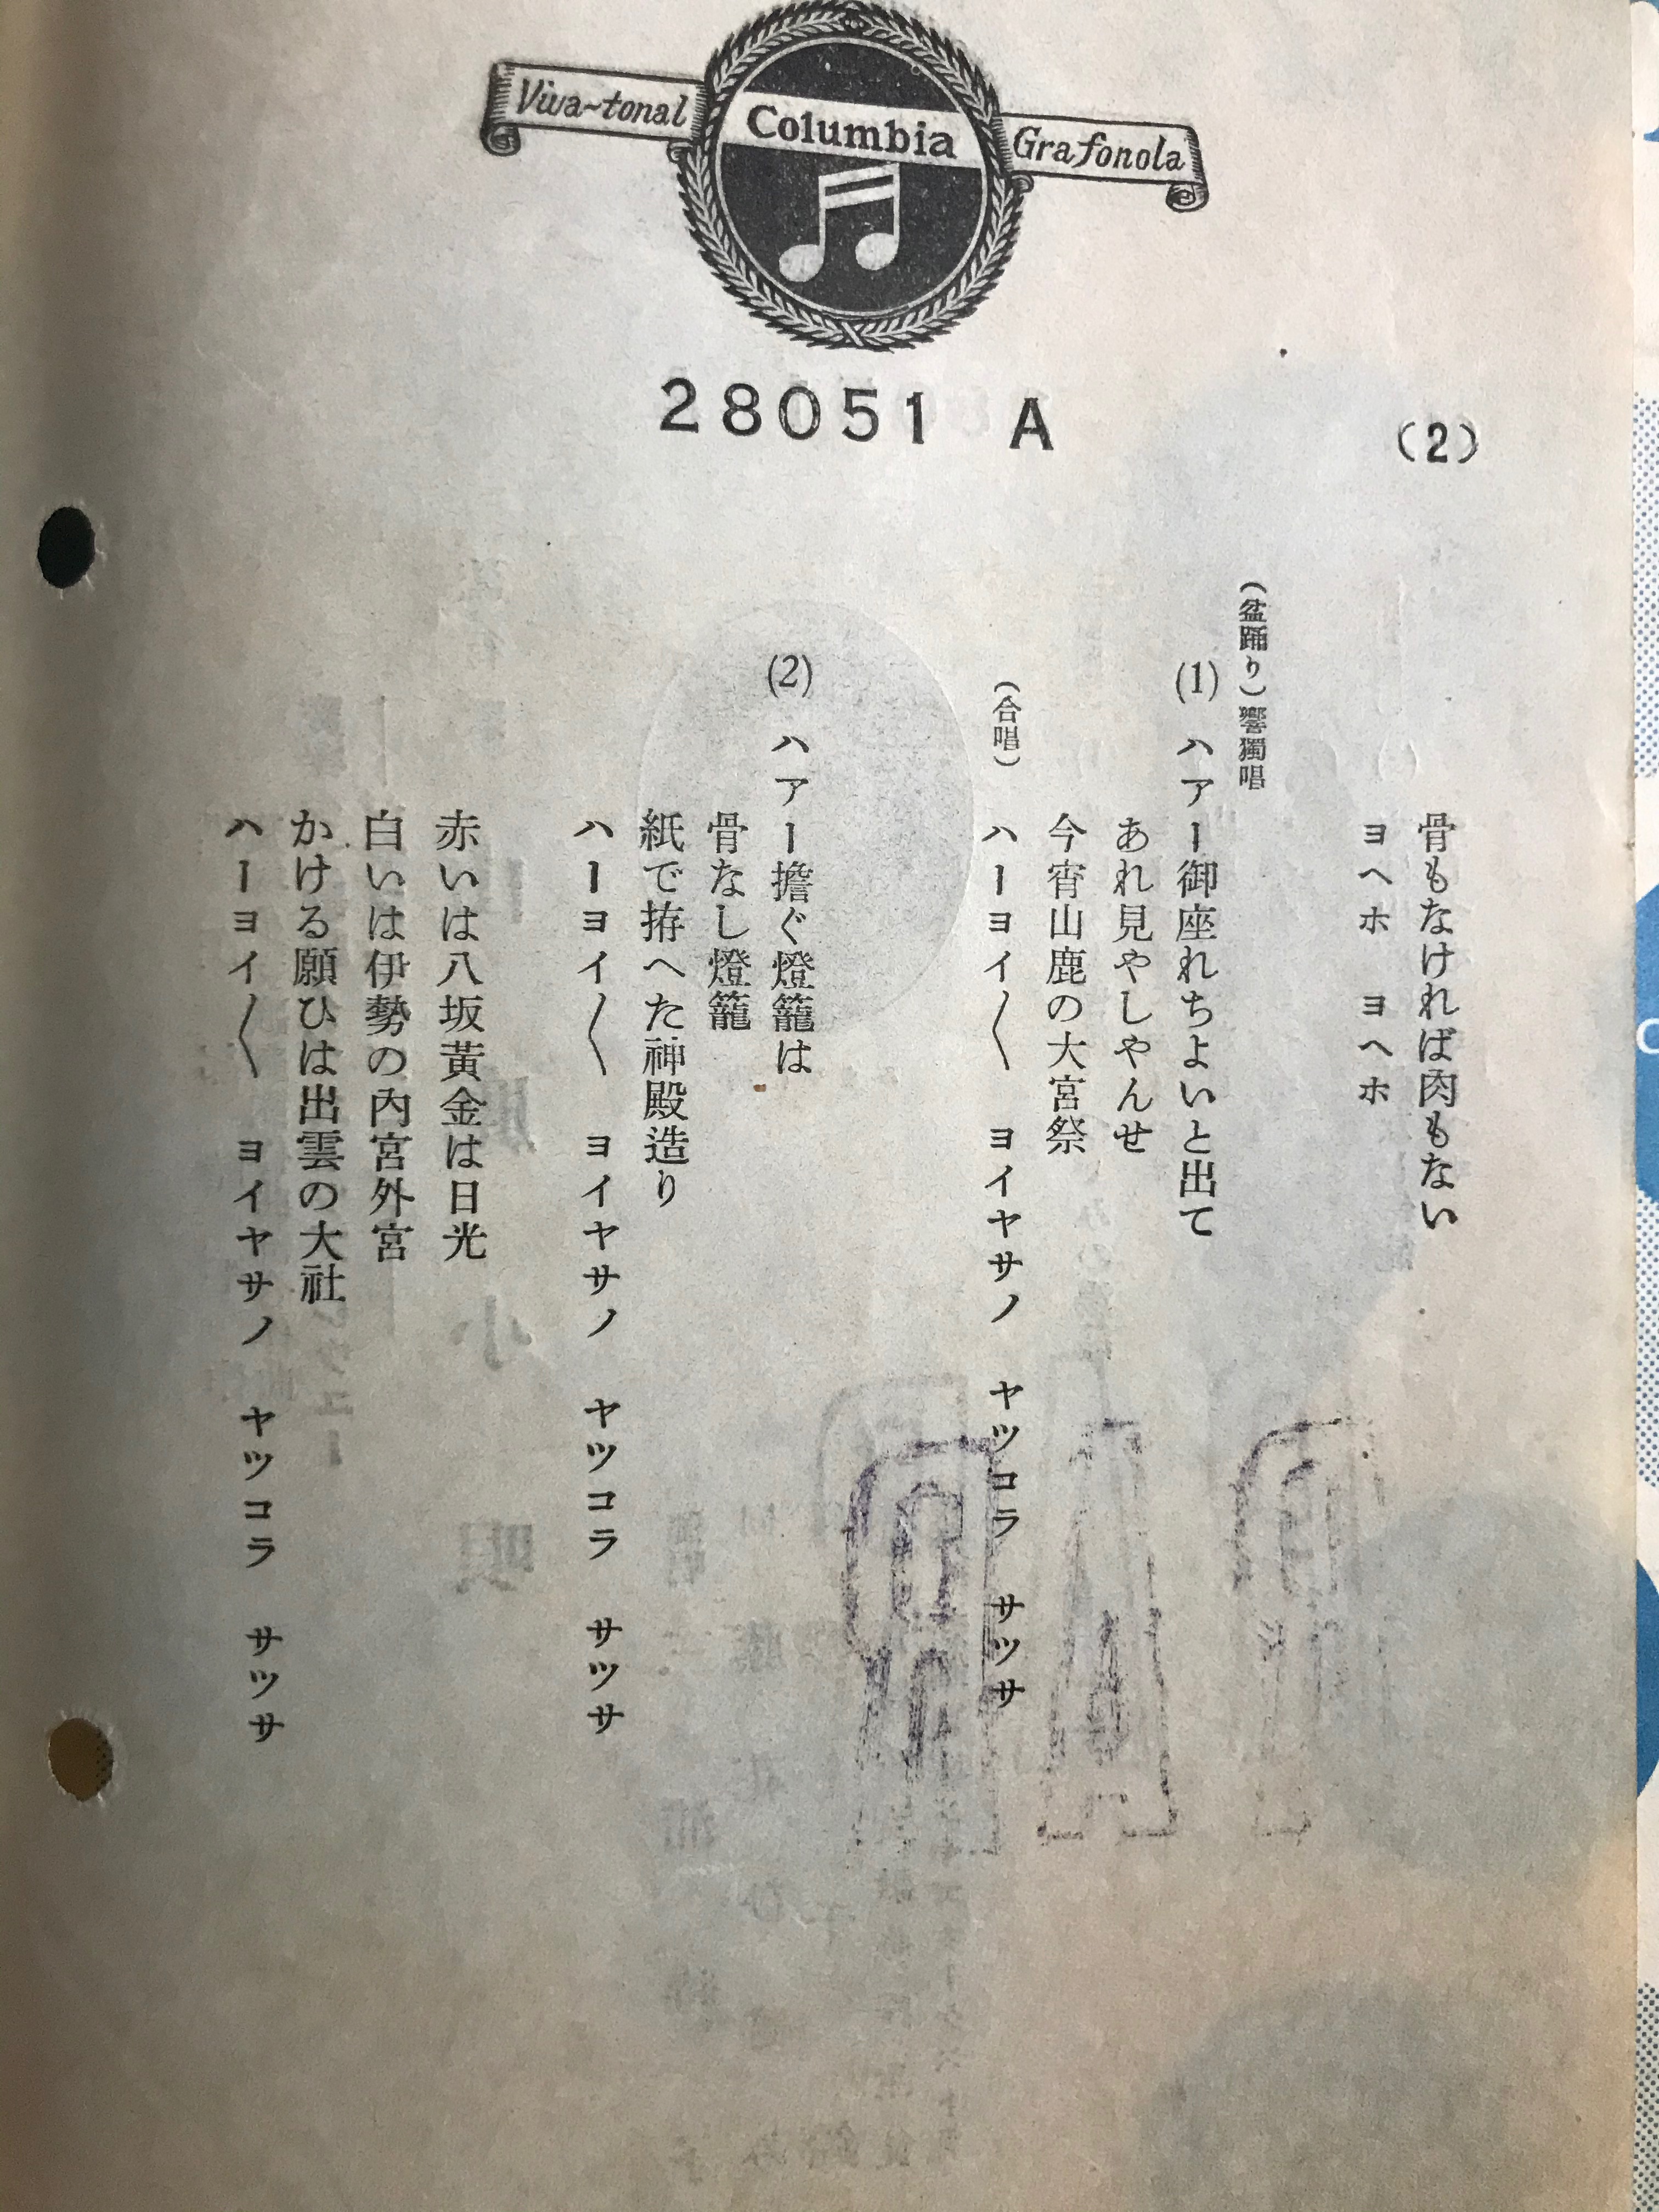 Viva-tonal
Columbia
Grafonola
28051 A
(2)
骨もなければ肉もない
ヨヘホ ヨヘホ
(盆踊り)響獨唱
(1) ハアー御座れちよいと出て
あれ見やしやんせ
今宵山鹿の大宮祭
(合唱) ハーヨイ〳〵 ヨイヤサノ ヤツコラ サツサ
(2) ハアー擔ぐ燈籠は
骨なし燈籠
紙で拵へた神殿造り
ハーヨイ〳〵 ヨイヤサノ ヤツコラ サツサ
赤いは八坂黃金は日光
白いは伊勢の內宮外宮
かける願ひは出雲の大社
ハーヨイ〳〵 ヨイヤサノ ヤツコラ サツサ